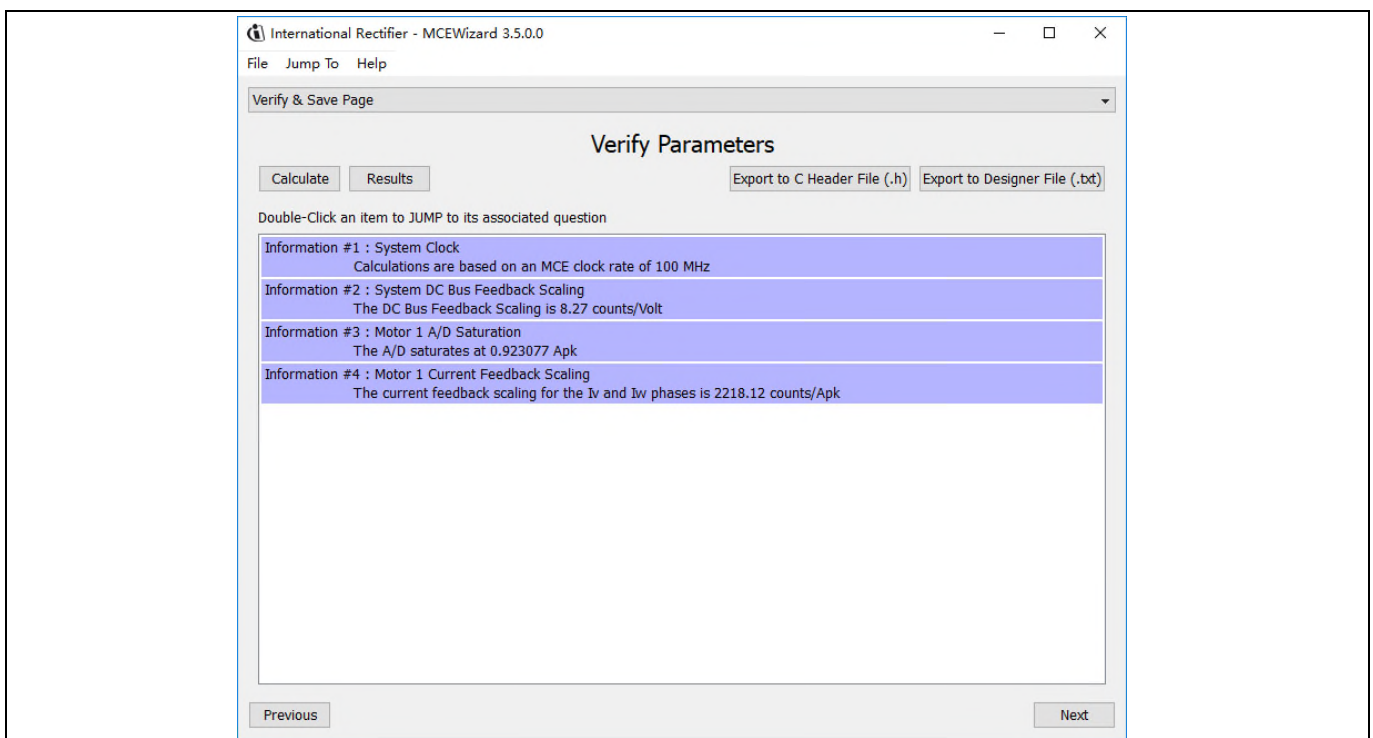 International Rectifier - MCEWizard 3.5.0.0
File Jump To Help
Verify & Save Page
Verify Parameters
Calculate Results Export to C Header File (.h) Export to Designer File (.txt)
Double-Click an item to JUMP to its associated question
Information #1 : System Clock
Calculations are based on an MCE clock rate of 100 MHz
Information #2 : System DC Bus Feedback Scaling
The DC Bus Feedback Scaling is 8.27 counts/Volt
Information #3 : Motor 1 A/D Saturation
The A/D saturates at 0.923077 Apk
Information #4 : Motor 1 Current Feedback Scaling
The current feedback scaling for the Iv and Iw phases is 2218.12 counts/Apk
Previous Next